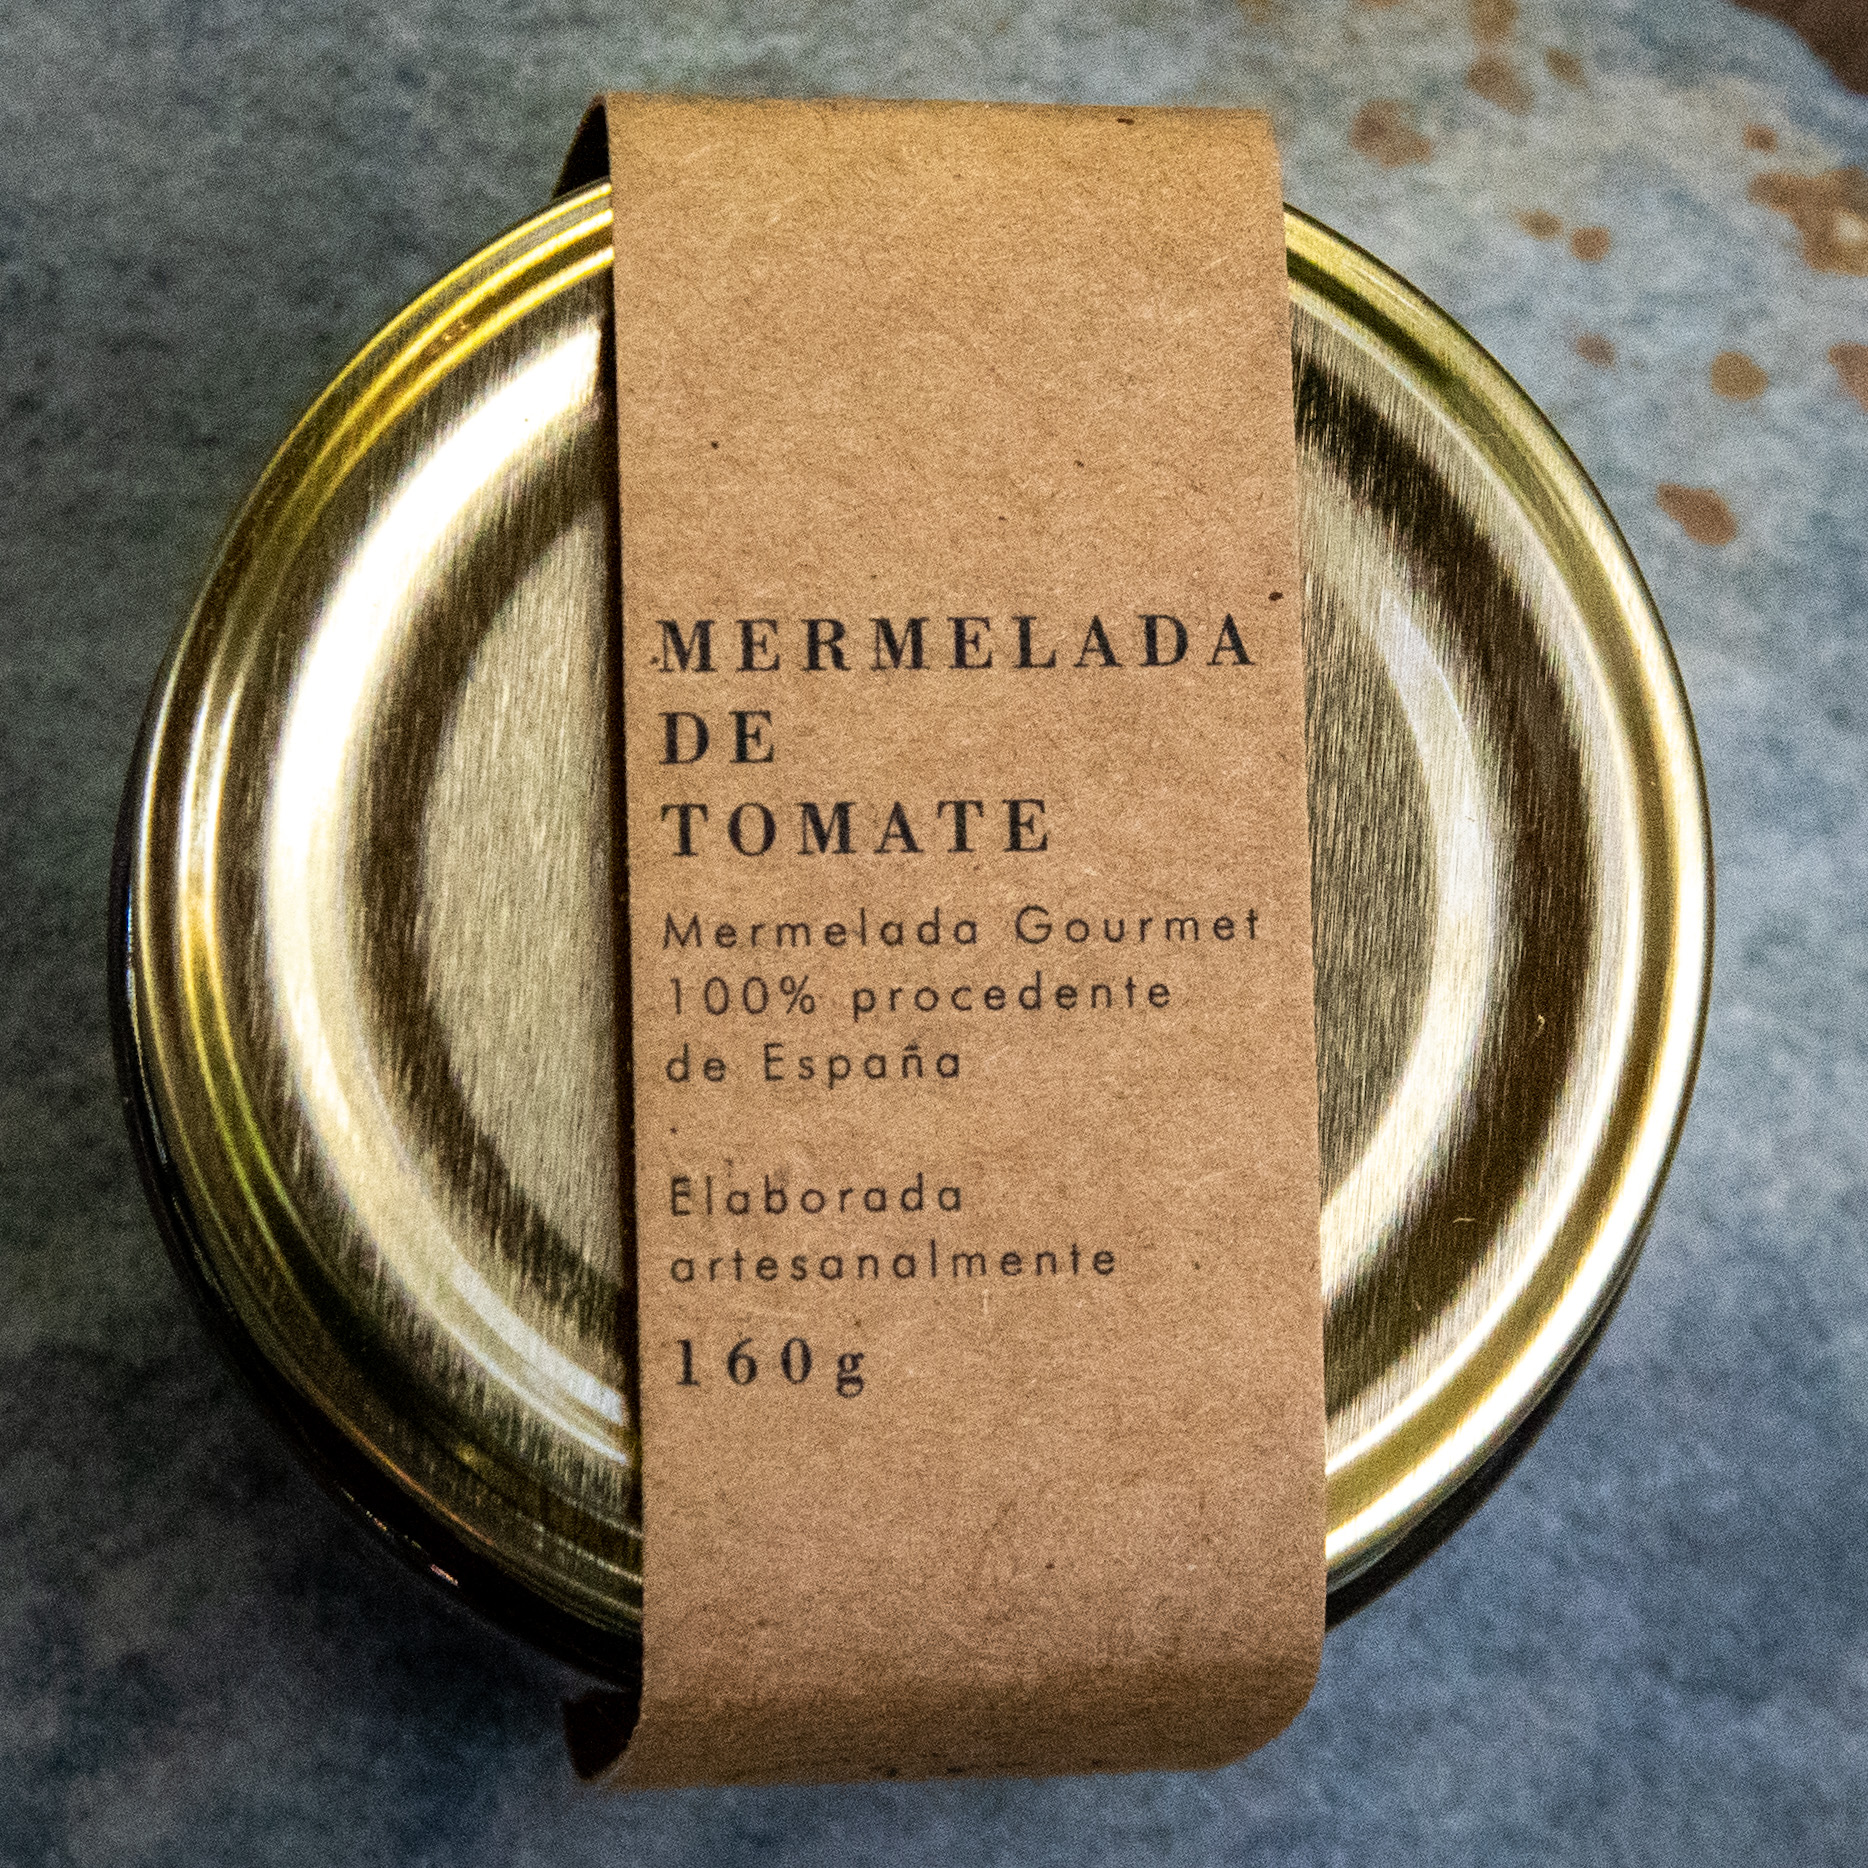 MERMELADA
DE
TOMATE
Mermelada Gourmet
100% procedente
de España
Elaborada
artesanalmente
160g